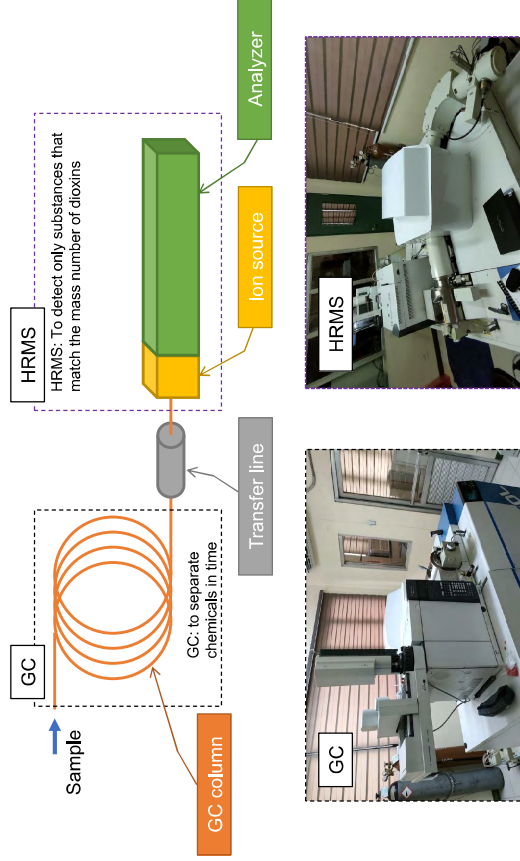 GC
HRMS
HRMS: To detect only substances that
match the mass number of dioxins
Sample
GC: to separate
chemicals in time
GC column
Transfer line
Ion source
Analyzer
GC
HRMS